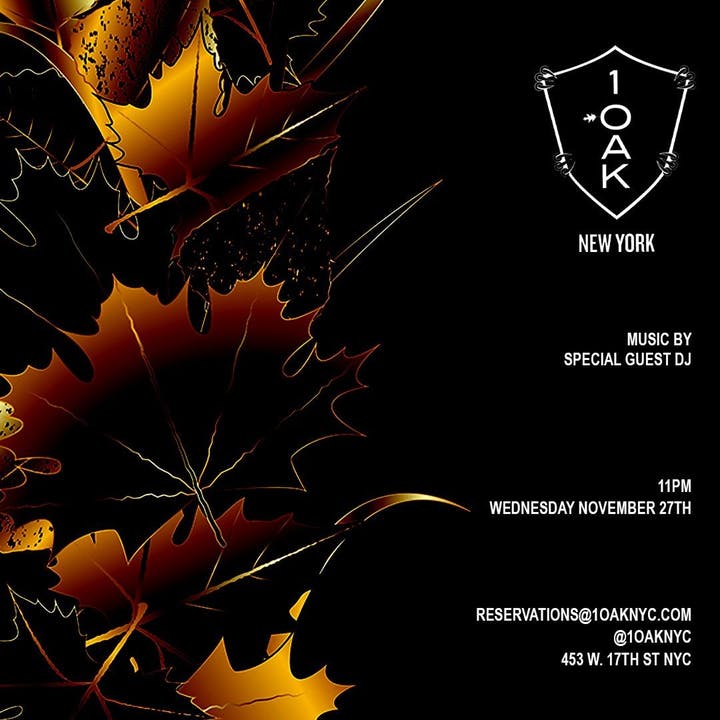 1
OAK
NEW YORK
MUSIC BY
SPECIAL GUEST DJ
11PM
WEDNESDAY NOVEMBER 27TH
RESERVATIONS@1OAKNYC.COM
@1OAKNYC
453 W. 17TH ST NYC